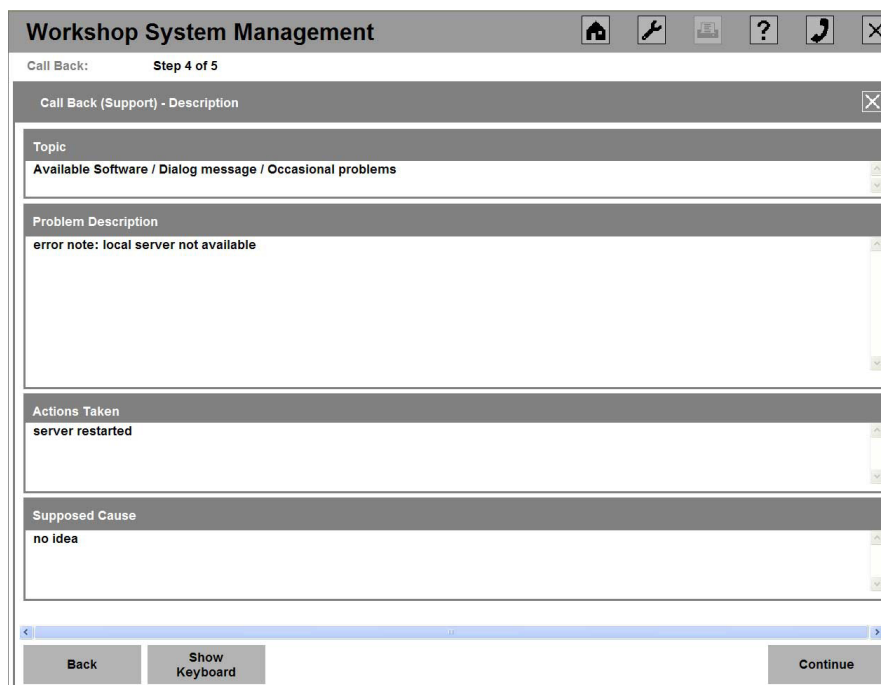 Workshop System Management
Call Back: Step 4 of 5
Call Back (Support) - Description
Topic
Available Software / Dialog message / Occasional problems
Problem Description
error note: local server not available
Actions Taken
server restarted
Supposed Cause
no idea
Back
Show
Keyboard
Continue